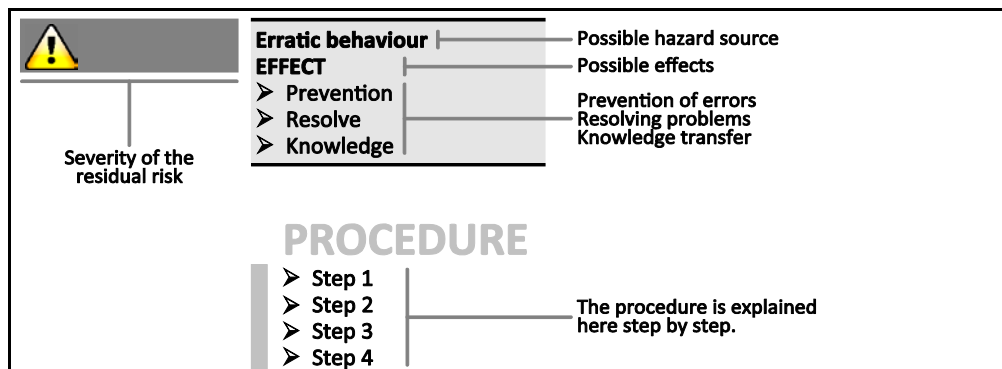 Erratic behaviour
EFFECT
➢ Prevention
➢ Resolve
➢ Knowledge
Possible hazard source
Possible effects
Prevention of errors
Resolving problems
Knowledge transfer
Severity of the
residual risk
PROCEDURE
➢ Step 1
➢ Step 2
➢ Step 3
➢ Step 4
The procedure is explained
here step by step.